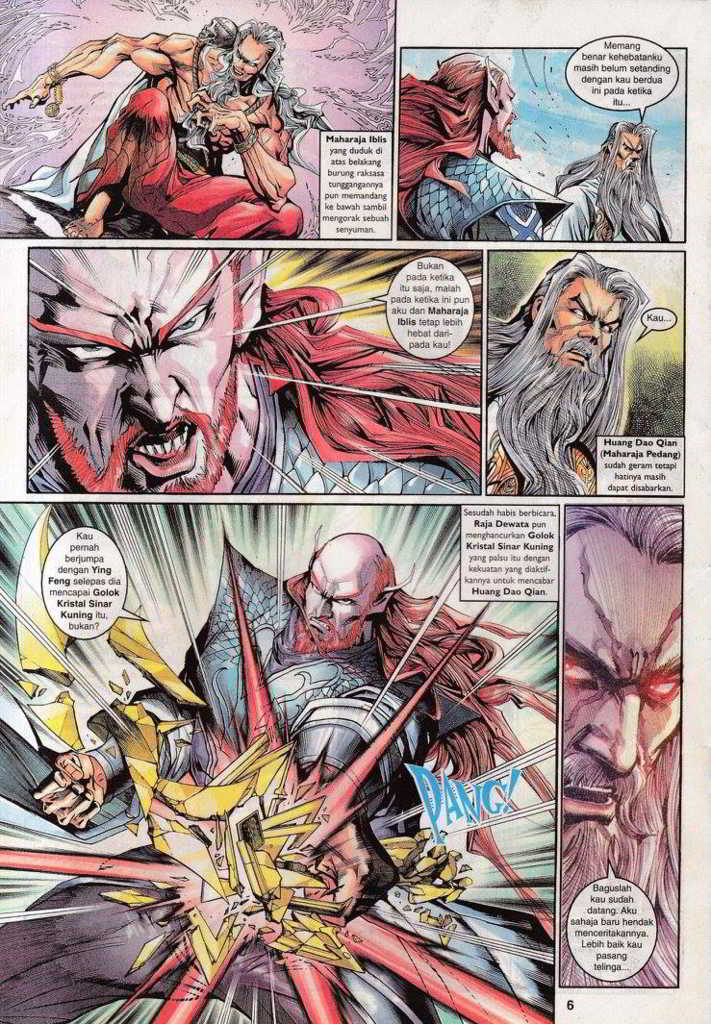 Maharaja Iblis
yang duduk di
atas belakang
burung raksasa
tunggangannya
pun memandang
ke bawah sambil
mengorak sebuah
senyuman.
Memang
benar kehebatanku
masih belum setanding
dengan kau berdua
ini pada ketika
itu...
Bukan
pada ketika
itu saja, malah
pada ketika ini pun
aku dan Maharaja
Iblis tetap lebih
hebat dari-
pada kau!
Kau...
Huang Dao Qian
(Maharaja Pedang)
sudah geram tetapi
hatinya masih
dapat disabarkan.
Kau
pernah
berjumpa
dengan Ying
Feng selepas dia
mencapai Golok
Kristal Sinar
Kuning itu,
bukan?
Sesudah habis berbicara,
Raja Dewata pun
menghancurkan Golok
Kristal Sinar Kuning
yang palsu itu dengan
kekuatan yang diaktif-
kannya untuk mencabar
Huang Dao Qian.
PANG!
Baguslah
kau sudah
datang. Aku
sahaja baru hendak
menceritakannya.
Lebih baik kau
pasang
telinga...
6